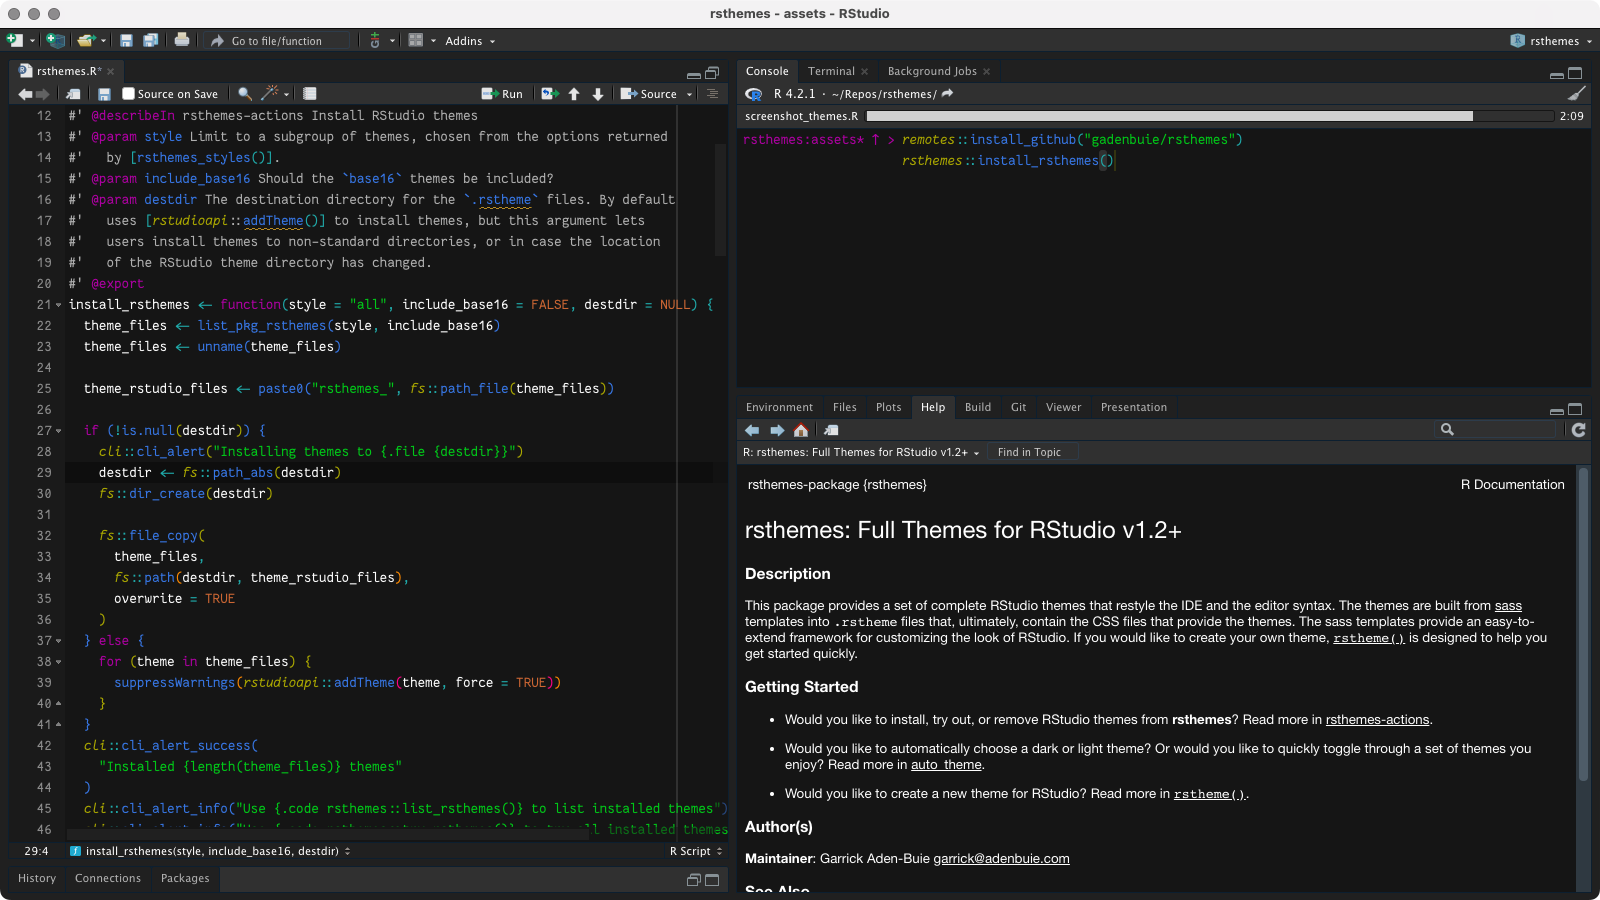 rsthemes - assets - RStudio
Go to file/function
Addins
rsthemes
rsthemes.R*
Source on Save
Run
Source
12 #' @describeIn rsthemes-actions Install RStudio themes
13 #' @param style Limit to a subgroup of themes, chosen from the options returned
14 #'   by [rsthemes_styles()].
15 #' @param include_base16 Should the `base16` themes be included?
16 #' @param destdir The destination directory for the `.rstheme` files. By default
17 #'   uses [rstudioapi::addTheme()] to install themes, but this argument lets
18 #'   users install themes to non-standard directories, or in case the location
19 #'   of the RStudio theme directory has changed.
20 #' @export
21 install_rsthemes <- function(style = "all", include_base16 = FALSE, destdir = NULL) {
22   theme_files <- list_pkg_rsthemes(style, include_base16)
23   theme_files <- unname(theme_files)
24
25   theme_rstudio_files <- paste0("rsthemes_", fs::path_file(theme_files))
26
27   if (!is.null(destdir)) {
28     cli::cli_alert("Installing themes to {.file {destdir}}")
29     destdir <- fs::path_abs(destdir)
30     fs::dir_create(destdir)
31
32     fs::file_copy(
33       theme_files,
34       fs::path(destdir, theme_rstudio_files),
35       overwrite = TRUE
36     )
37   } else {
38     for (theme in theme_files) {
39       suppressWarnings(rstudioapi::addTheme(theme, force = TRUE))
40     }
41   }
42   cli::cli_alert_success(
43     "Installed {length(theme_files)} themes"
44   )
45   cli::cli_alert_info("Use {.code rsthemes::list_rsthemes()} to list installed themes")
46 all installed themes
29:4
install_rsthemes(style, include_base16, destdir)
R Script
History
Connections
Packages
Console
Terminal
Background Jobs
R 4.2.1 · ~/Repos/rsthemes/
screenshot_themes.R
2:09
rsthemes:assets* ↑ > remotes::install_github("gadenbuie/rsthemes")
rsthemes::install_rsthemes()
Environment
Files
Plots
Help
Build
Git
Viewer
Presentation
R: rsthemes: Full Themes for RStudio v1.2+
Find in Topic
rsthemes-package {rsthemes}
R Documentation
rsthemes: Full Themes for RStudio v1.2+
Description
This package provides a set of complete RStudio themes that restyle the IDE and the editor syntax. The themes are built from sass
templates into .rstheme files that, ultimately, contain the CSS files that provide the themes. The sass templates provide an easy-to-
extend framework for customizing the look of RStudio. If you would like to create your own theme, rstheme() is designed to help you
get started quickly.
Getting Started
• Would you like to install, try out, or remove RStudio themes from rsthemes? Read more in rsthemes-actions.
• Would you like to automatically choose a dark or light theme? Or would you like to quickly toggle through a set of themes you
enjoy? Read more in auto_theme.
• Would you like to create a new theme for RStudio? Read more in rstheme().
Author(s)
Maintainer: Garrick Aden-Buie garrick@adenbuie.com
See Also